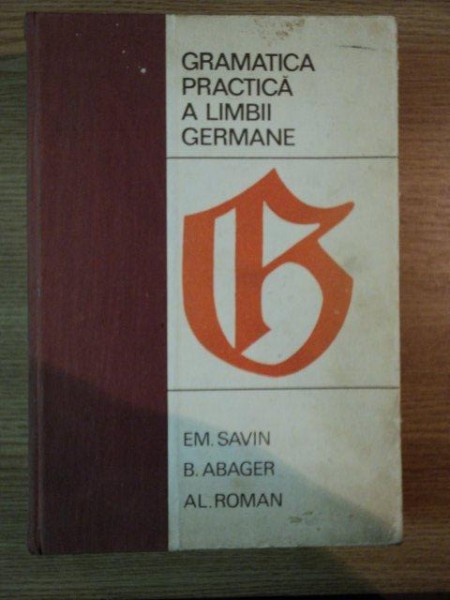 GRAMATICA
PRACTICĂ
A LIMBII
GERMANE
G
EM. SAVIN
B. ABAGER
AL. ROMAN